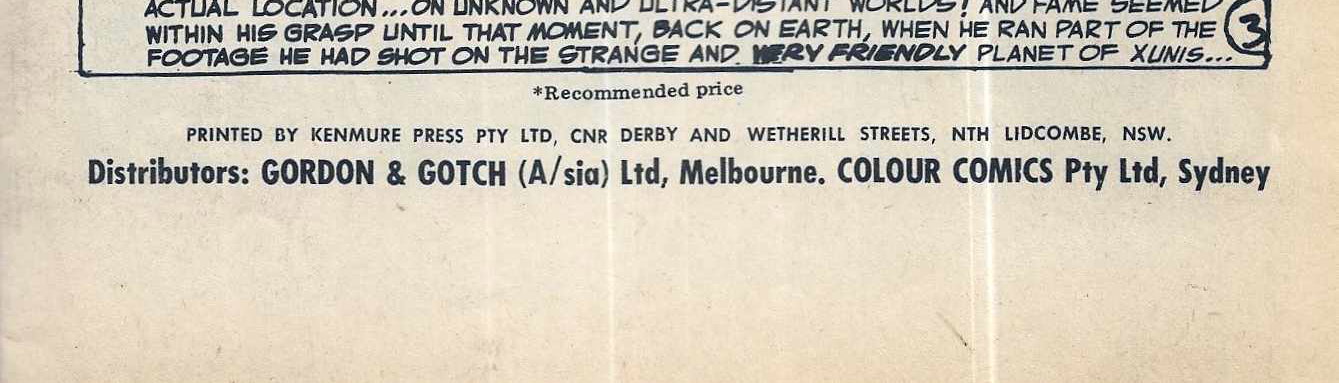 ACTUAL LOCATION...ON UNKNOWN AND ULTRA-DISTANT WORLDS! AND FAME SEEMED
WITHIN HIS GRASP UNTIL THAT MOMENT, BACK ON EARTH, WHEN HE RAN PART OF THE
FOOTAGE HE HAD SHOT ON THE STRANGE AND VERY FRIENDLY PLANET OF XUNIS...
3
*Recommended price
PRINTED BY KENMURE PRESS PTY LTD, CNR DERBY AND WETHERILL STREETS, NTH LIDCOMBE, NSW.
Distributors: GORDON & GOTCH (A/sia) Ltd, Melbourne. COLOUR COMICS Pty Ltd, Sydney